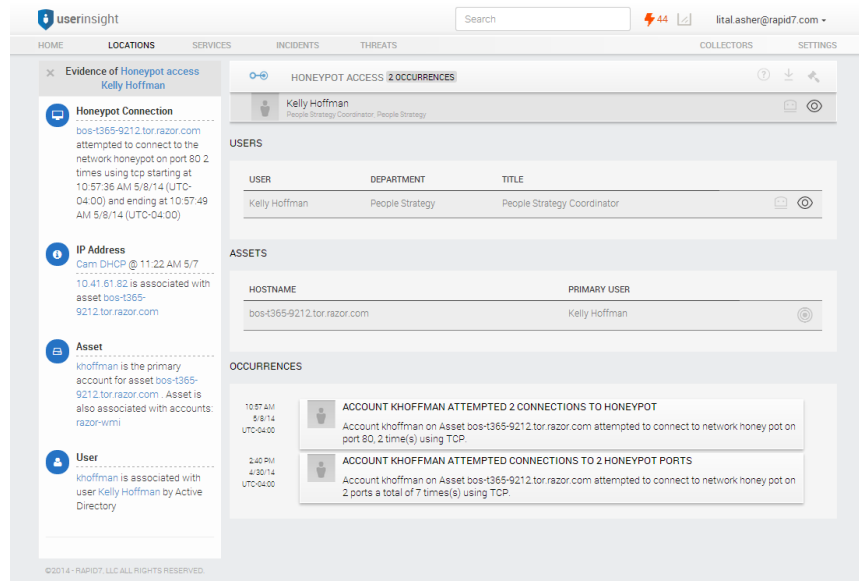 userinsight
Search
44
lital.asher@rapid7.com
HOME LOCATIONS SERVICES INCIDENTS THREATS COLLECTORS SETTINGS
× Evidence of Honeypot access
Kelly Hoffman
Honeypot Connection
bos-t365-9212.tor.razor.com
attempted to connect to the
network honeypot on port 80 2
times using tcp starting at
10:57:36 AM 5/8/14 (UTC-
04:00) and ending at 10:57:49
AM 5/8/14 (UTC-04:00)
IP Address
Cam DHCP @ 11:22 AM 5/7
10.41.61.82 is associated with
asset bos-t365-
9212.tor.razor.com
Asset
khoffman is the primary
account for asset bos-t365-
9212.tor.razor.com . Asset is
also associated with accounts:
razor-wmi
User
khoffman is associated with
user Kelly Hoffman by Active
Directory
HONEYPOT ACCESS 2 OCCURRENCES
Kelly Hoffman
People Strategy Coordinator, People Strategy
USERS
USER DEPARTMENT TITLE
Kelly Hoffman People Strategy People Strategy Coordinator
ASSETS
HOSTNAME PRIMARY USER
bos-t365-9212.tor.razor.com Kelly Hoffman
OCCURRENCES
10:57 AM
5/8/14
UTC-04:00
ACCOUNT KHOFFMAN ATTEMPTED 2 CONNECTIONS TO HONEYPOT
Account khoffman on Asset bos-t365-9212.tor.razor.com attempted to connect to network honey pot on
port 80, 2 time(s) using TCP.
2:40 PM
4/30/14
UTC-04:00
ACCOUNT KHOFFMAN ATTEMPTED CONNECTIONS TO 2 HONEYPOT PORTS
Account khoffman on Asset bos-t365-9212.tor.razor.com attempted to connect to network honey pot on
2 ports a total of 7 times(s) using TCP.
©2014 - RAPID7, LLC ALL RIGHTS RESERVED.